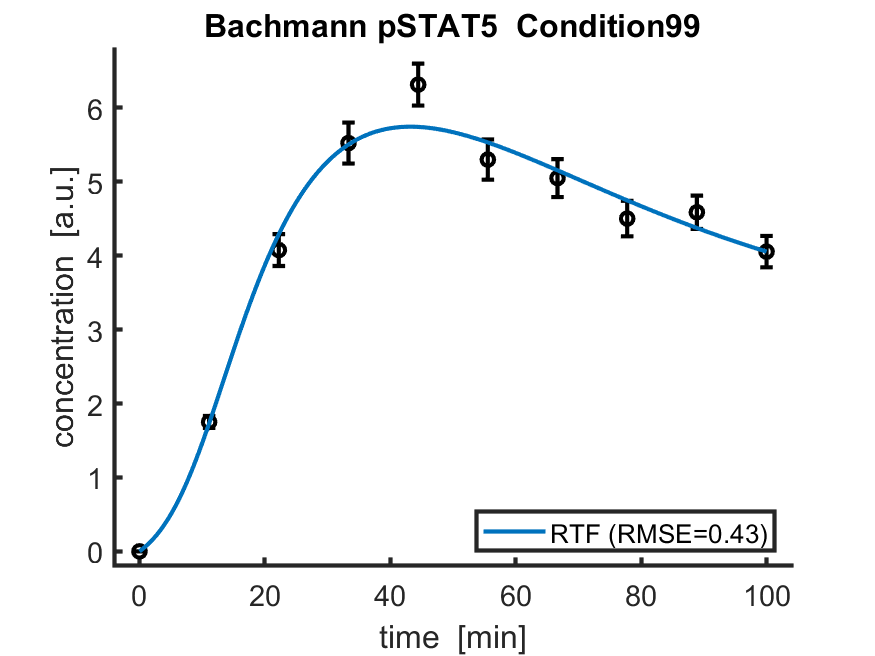 Bachmann pSTAT5  Condition99
concentration  [a.u.]
6
5
4
3
2
1
0
RTF (RMSE=0.43)
0 20 40 60 80 100
time  [min]